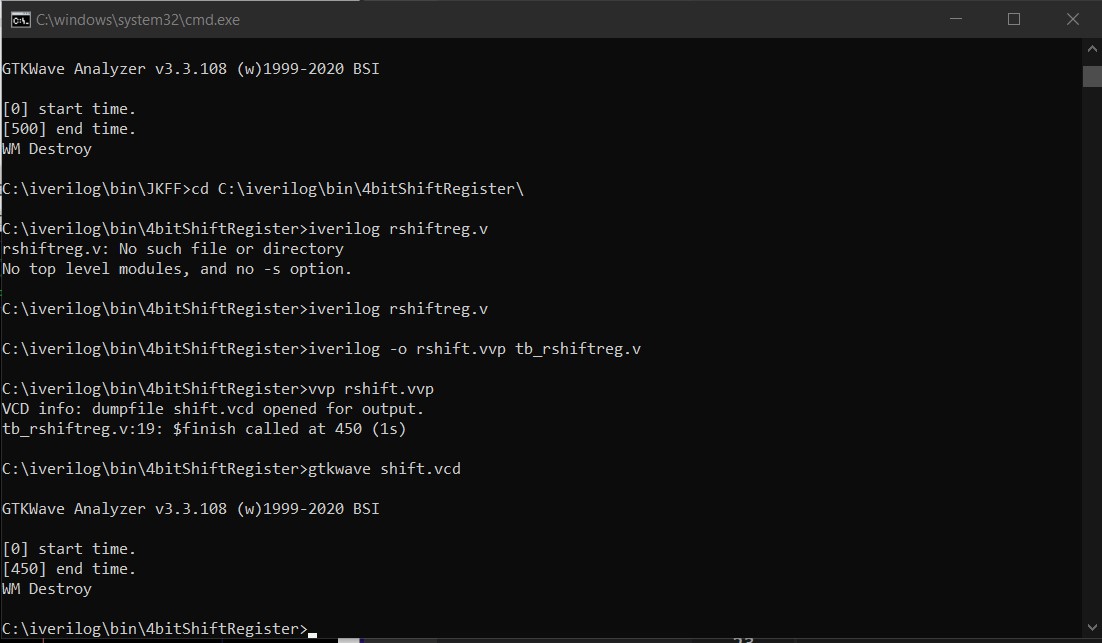 C:\windows\system32\cmd.exe
GTKWave Analyzer v3.3.108 (w)1999-2020 BSI
[0] start time.
[500] end time.
WM Destroy
C:\iverilog\bin\JKFF>cd C:\iverilog\bin\4bitShiftRegister\
C:\iverilog\bin\4bitShiftRegister>iverilog rshiftreg.v
rshiftreg.v: No such file or directory
No top level modules, and no -s option.
C:\iverilog\bin\4bitShiftRegister>iverilog rshiftreg.v
C:\iverilog\bin\4bitShiftRegister>iverilog -o rshift.vvp tb_rshiftreg.v
C:\iverilog\bin\4bitShiftRegister>vvp rshift.vvp
VCD info: dumpfile shift.vcd opened for output.
tb_rshiftreg.v:19: $finish called at 450 (1s)
C:\iverilog\bin\4bitShiftRegister>gtkwave shift.vcd
GTKWave Analyzer v3.3.108 (w)1999-2020 BSI
[0] start time.
[450] end time.
WM Destroy
C:\iverilog\bin\4bitShiftRegister>